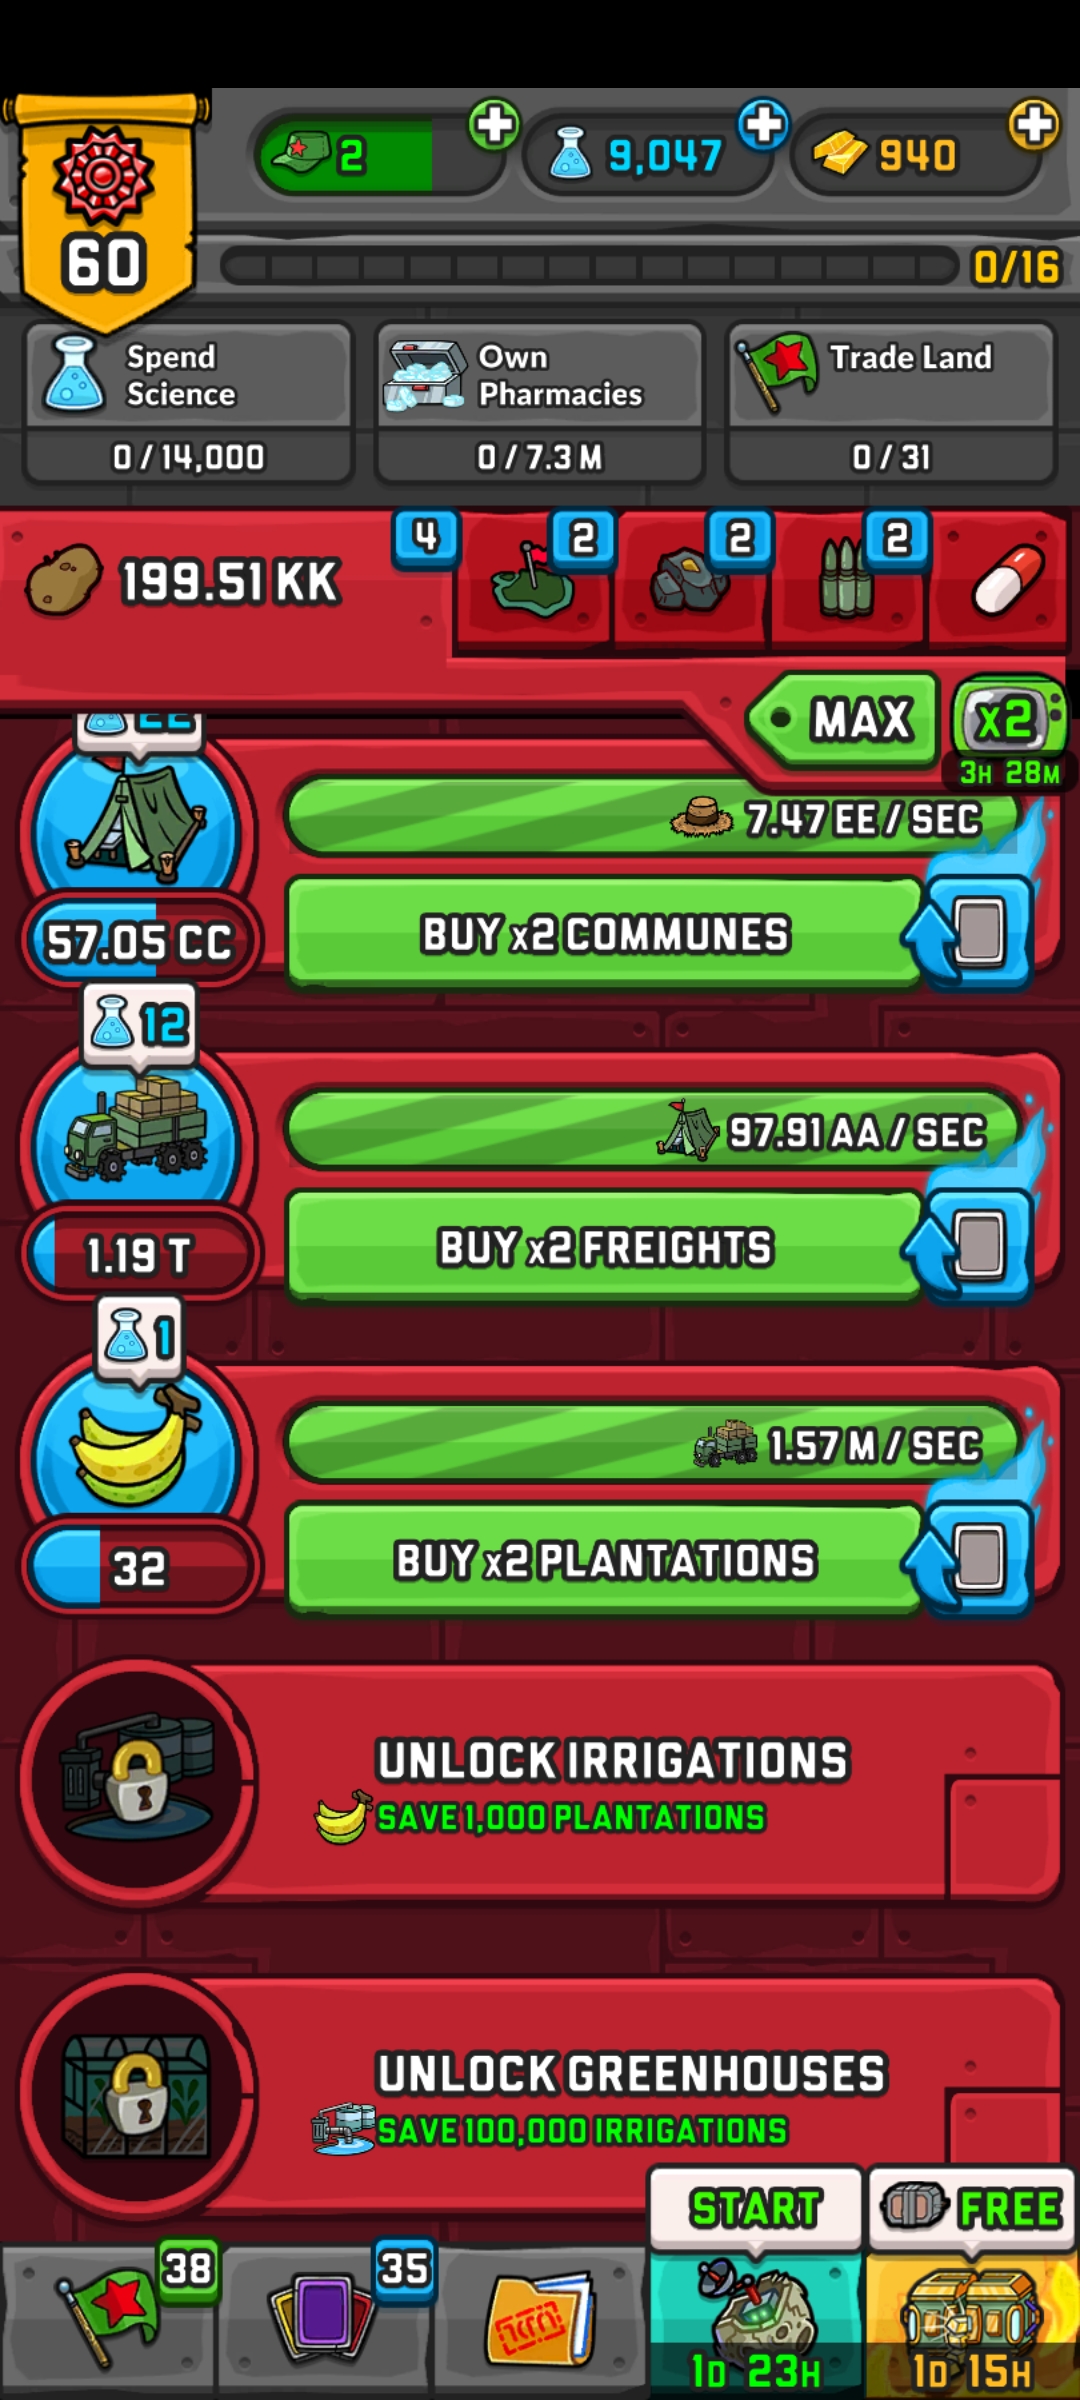 2
9,047
940
60
0/16
Spend
Science
0 / 14,000
Own
Pharmacies
0 / 7.3 M
Trade Land
0 / 31
199.51 KK
4
2
2
2
MAX
x2
3H 28M
22
7.47 EE / SEC
57.05 CC
BUY x2 COMMUNES
12
97.91 AA / SEC
1.19 T
BUY x2 FREIGHTS
1
1.57 M / SEC
32
BUY x2 PLANTATIONS
UNLOCK IRRIGATIONS
SAVE 1,000 PLANTATIONS
UNLOCK GREENHOUSES
SAVE 100,000 IRRIGATIONS
START
FREE
38
35
1D 23H
1D 15H